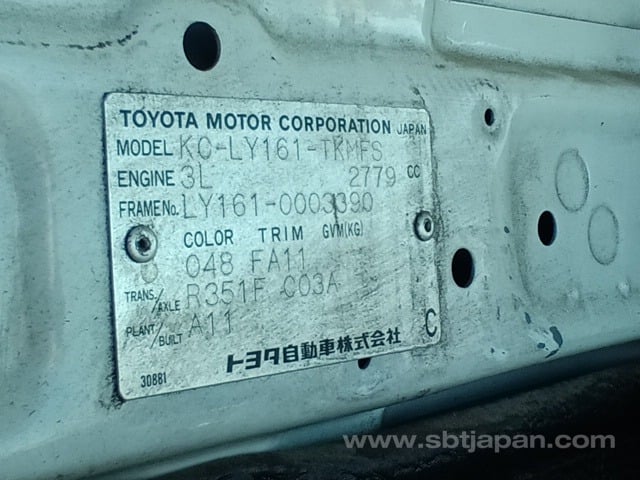 TOYOTA MOTOR CORPORATION JAPAN
MODEL KC-LY161-TKMFS
ENGINE 3L 2779 CC
FRAME No. LY161-0003390
COLOR TRIM GVM(KG)
048 FA11
TRANS./AXLE R351F C03A
PLANT/BUILT A11
トヨタ自動車株式会社 C
30881
www.sbtjapan.com